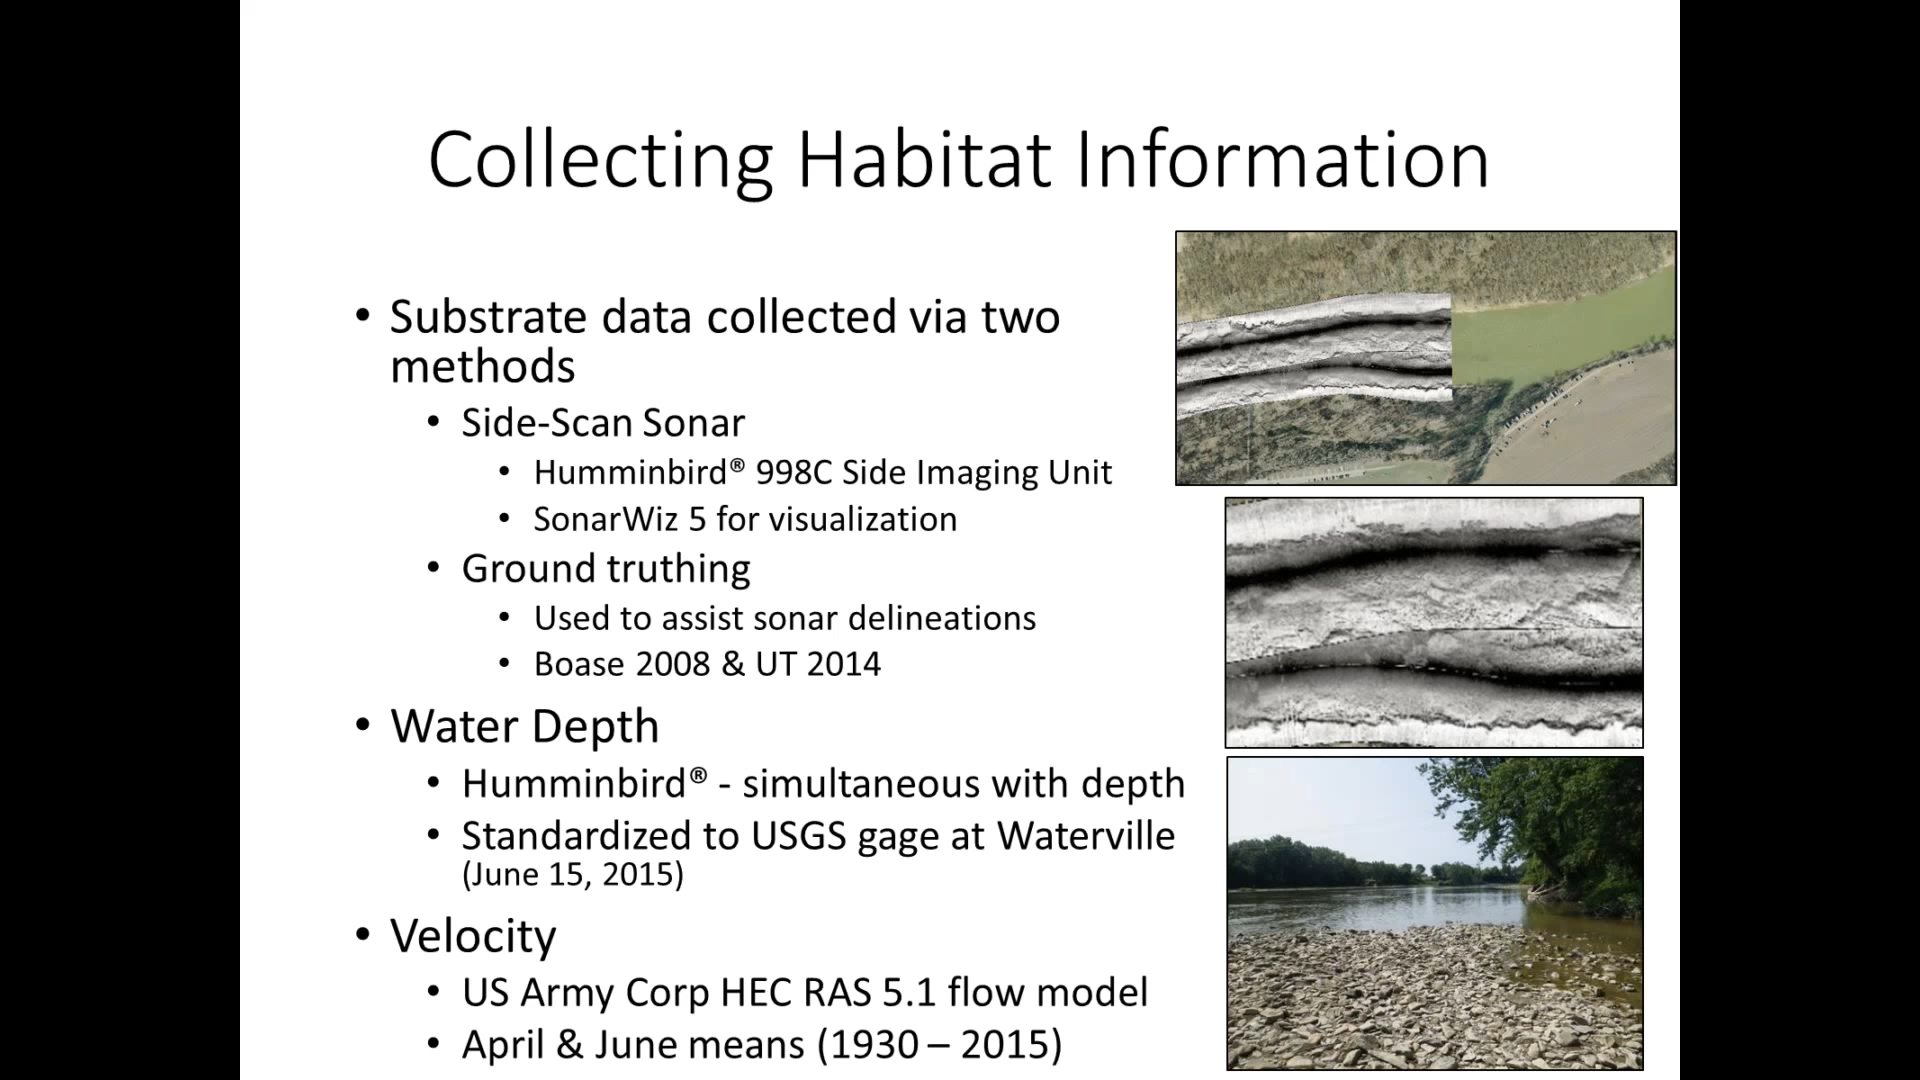 Collecting Habitat Information
• Substrate data collected via two
methods
• Side-Scan Sonar
• Humminbird® 998C Side Imaging Unit
• SonarWiz 5 for visualization
• Ground truthing
• Used to assist sonar delineations
• Boase 2008 & UT 2014
• Water Depth
• Humminbird® - simultaneous with depth
• Standardized to USGS gage at Waterville
(June 15, 2015)
• Velocity
• US Army Corp HEC RAS 5.1 flow model
• April & June means (1930 – 2015)